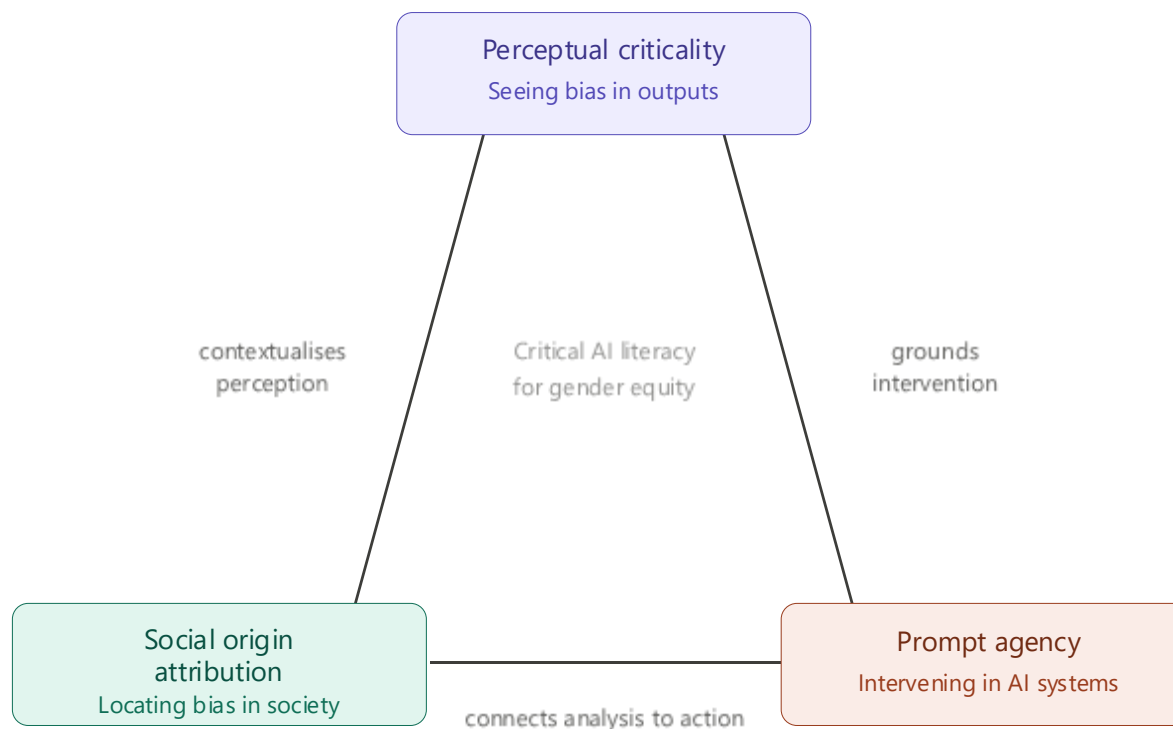 Perceptual criticality
Seeing bias in outputs
contextualises
perception
Critical AI literacy
for gender equity
grounds
intervention
Social origin
attribution
Locating bias in society
Prompt agency
Intervening in AI systems
connects analysis to action